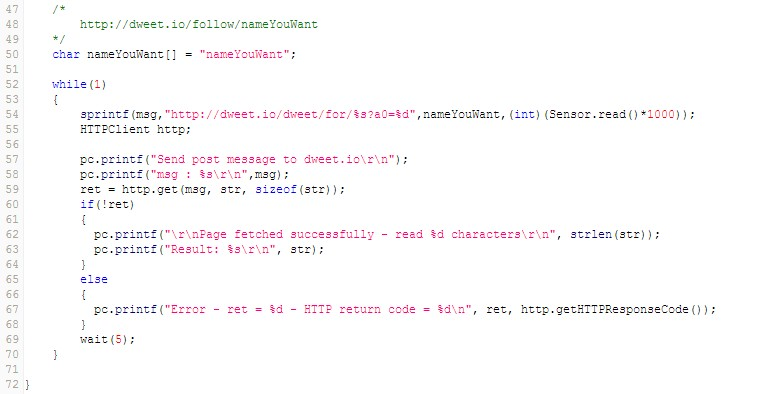 47 /*
48 http://dweet.io/follow/nameYouWant
49 */
50 char nameYouWant[] = "nameYouWant";
51
52 while(1)
53 {
54 sprintf(msg,"http://dweet.io/dweet/for/%s?a0=%d",nameYouWant,(int)(Sensor.read()*1000));
55 HTTPClient http;
56
57 pc.printf("Send post message to dweet.io\r\n");
58 pc.printf("msg : %s\r\n",msg);
59 ret = http.get(msg, str, sizeof(str));
60 if(!ret)
61 {
62 pc.printf("\r\nPage fetched successfully - read %d characters\r\n", strlen(str));
63 pc.printf("Result: %s\r\n", str);
64 }
65 else
66 {
67 pc.printf("Error - ret = %d - HTTP return code = %d\n", ret, http.getHTTPResponseCode());
68 }
69 wait(5);
70 }
71
72 }